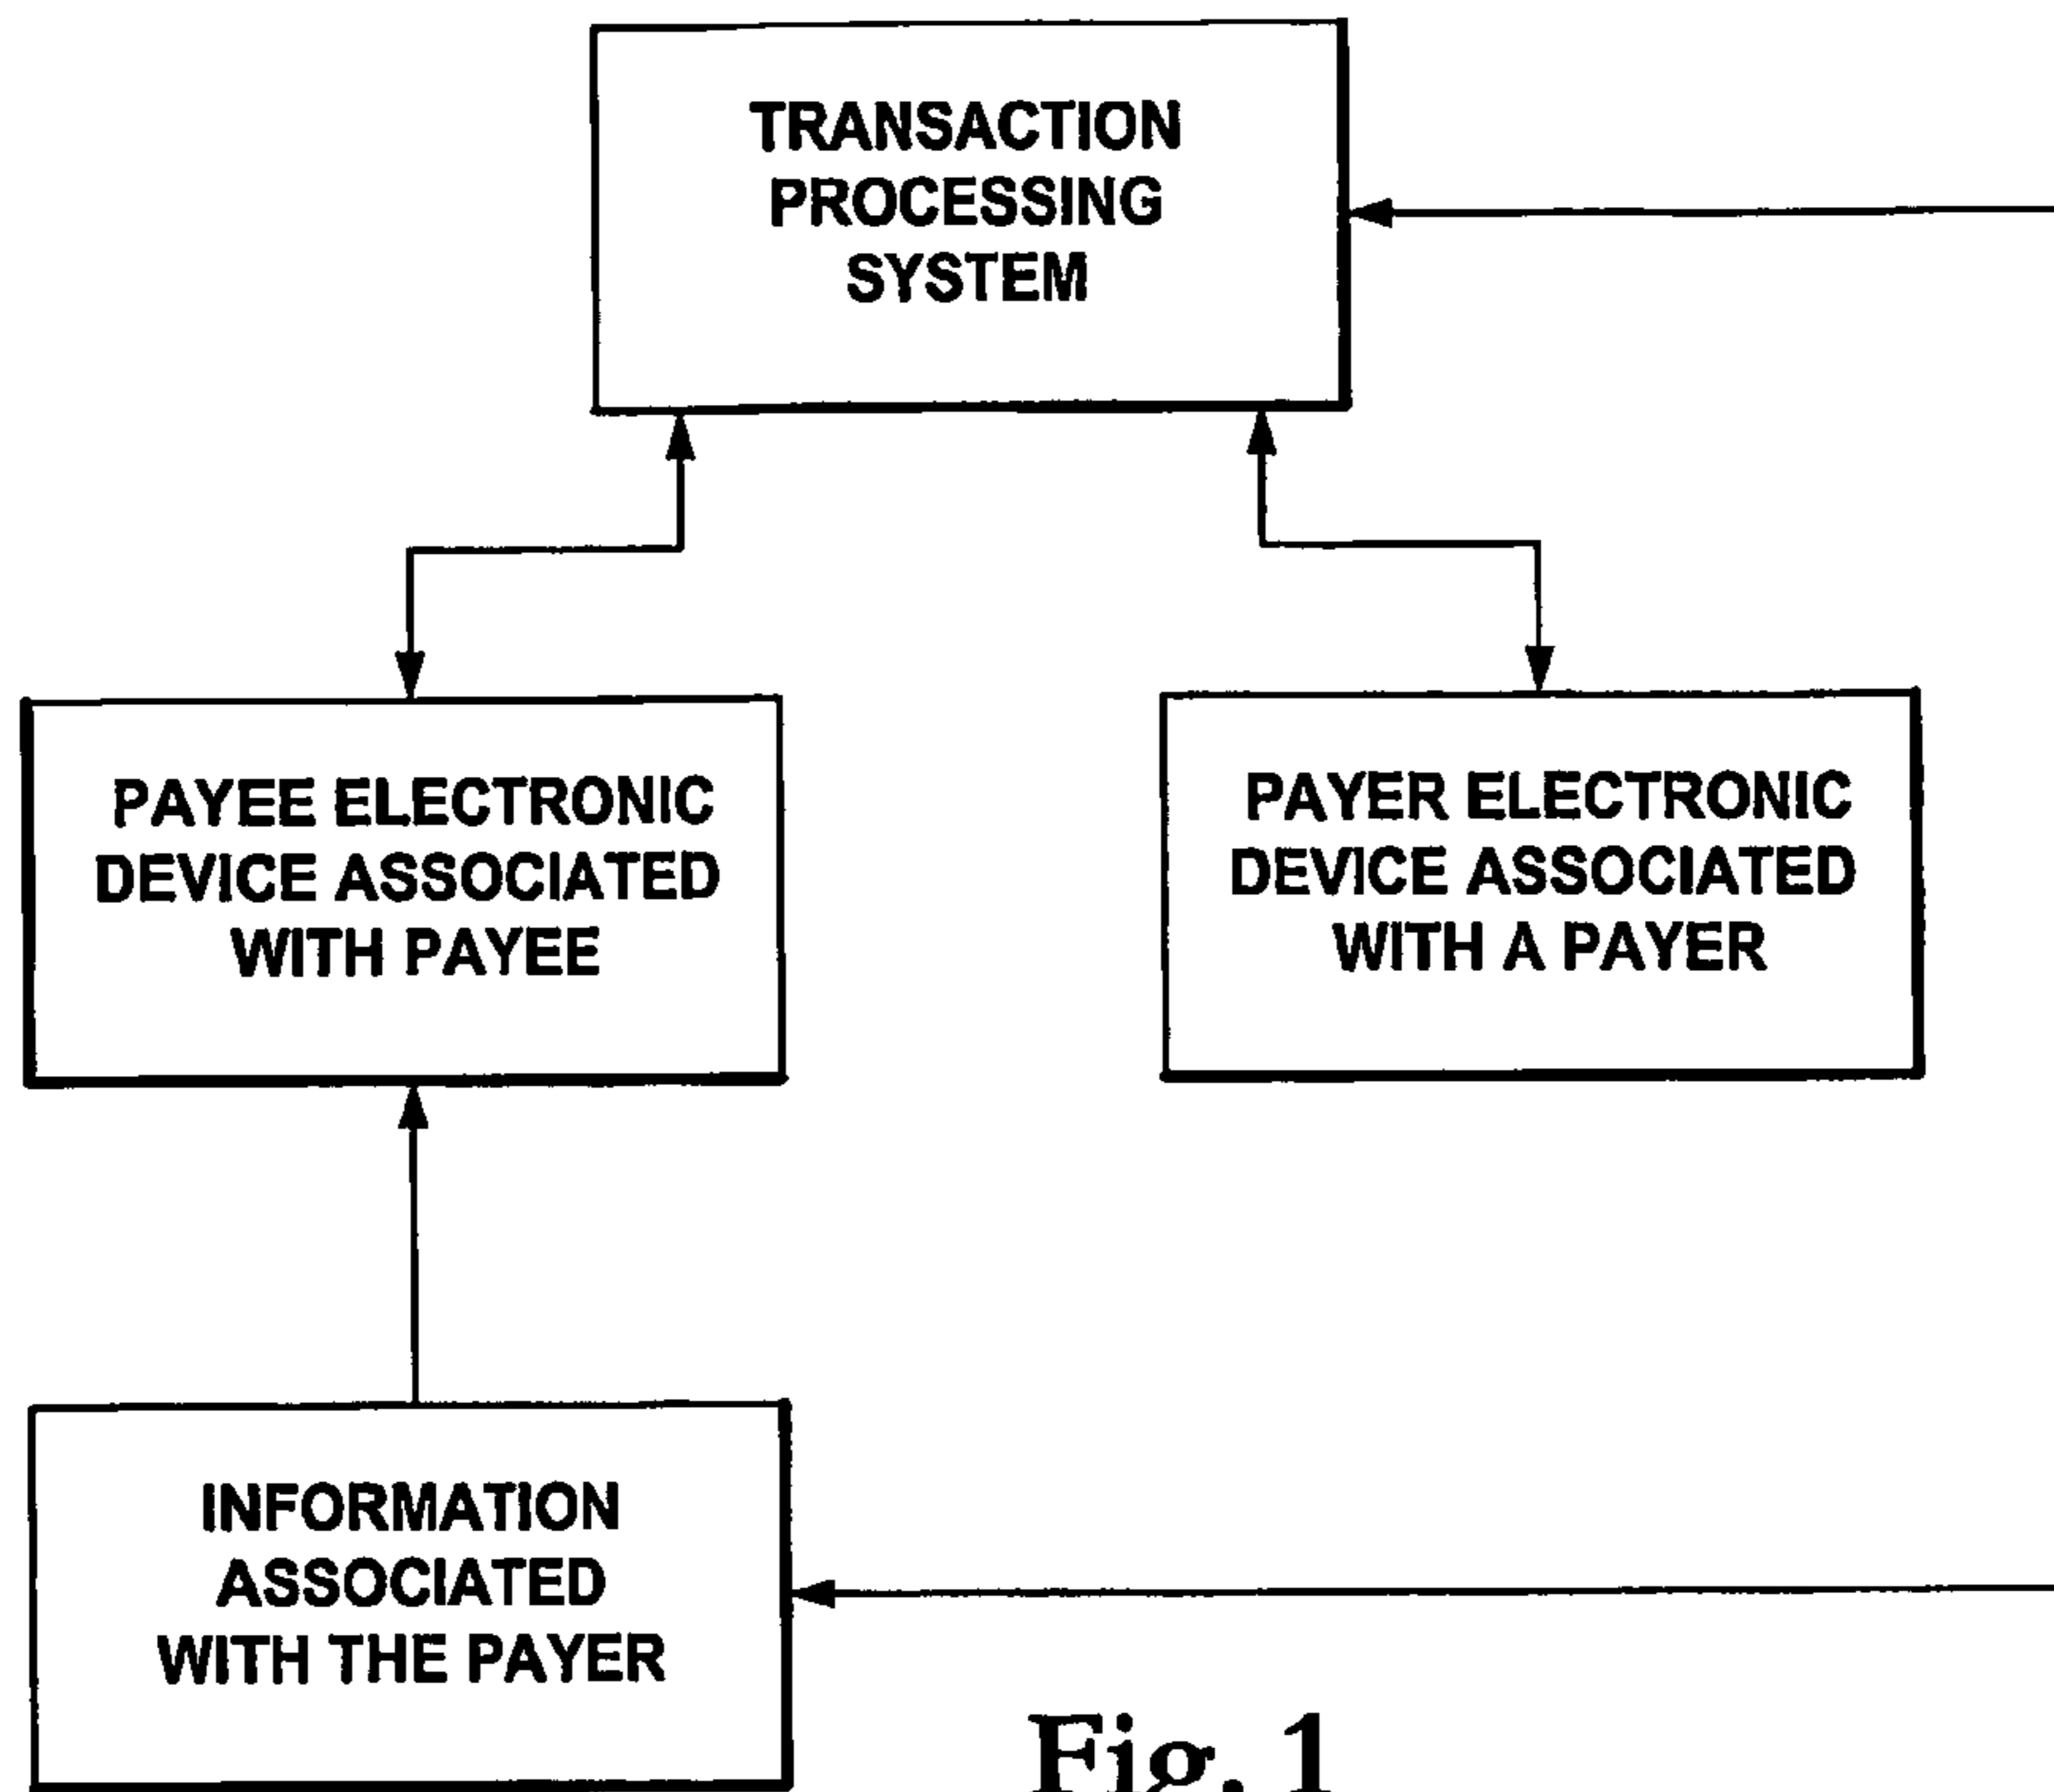 TRANSACTION
PROCESSING
SYSTEM
PAYEE ELECTRONIC
DEVICE ASSOCIATED
WITH PAYEE
PAYER ELECTRONIC
DEVICE ASSOCIATED
WITH A PAYER
INFORMATION
ASSOCIATED
WITH THE PAYER
Fig. 1